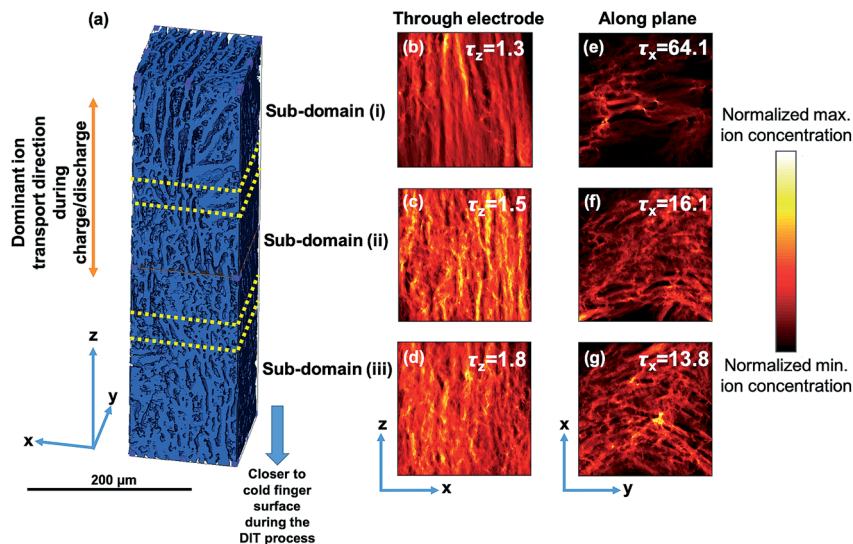 (a)
Dominant ion
transport direction
during
charge/discharge
z
y
x
200 µm
Sub-domain (i)
Sub-domain (ii)
Sub-domain (iii)
Closer to
cold finger
surface
during the
DIT process
Through electrode
(b)
τz=1.3
(c)
τz=1.5
(d)
τz=1.8
z
x
Along plane
(e)
τx=64.1
(f)
τx=16.1
(g)
τx=13.8
x
y
Normalized max.
ion concentration
Normalized min.
ion concentration